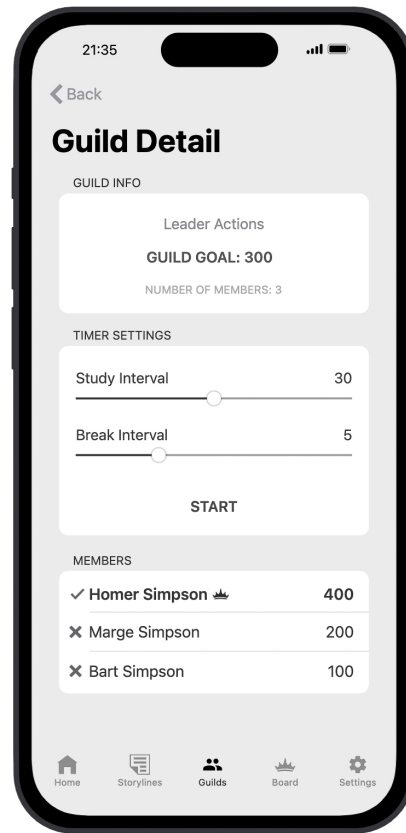 21:35
Back
Guild Detail
GUILD INFO
Leader Actions
GUILD GOAL: 300
NUMBER OF MEMBERS: 3
TIMER SETTINGS
Study Interval 30
Break Interval 5
START
MEMBERS
Homer Simpson 400
Marge Simpson 200
Bart Simpson 100
Home Storylines Guilds Board Settings